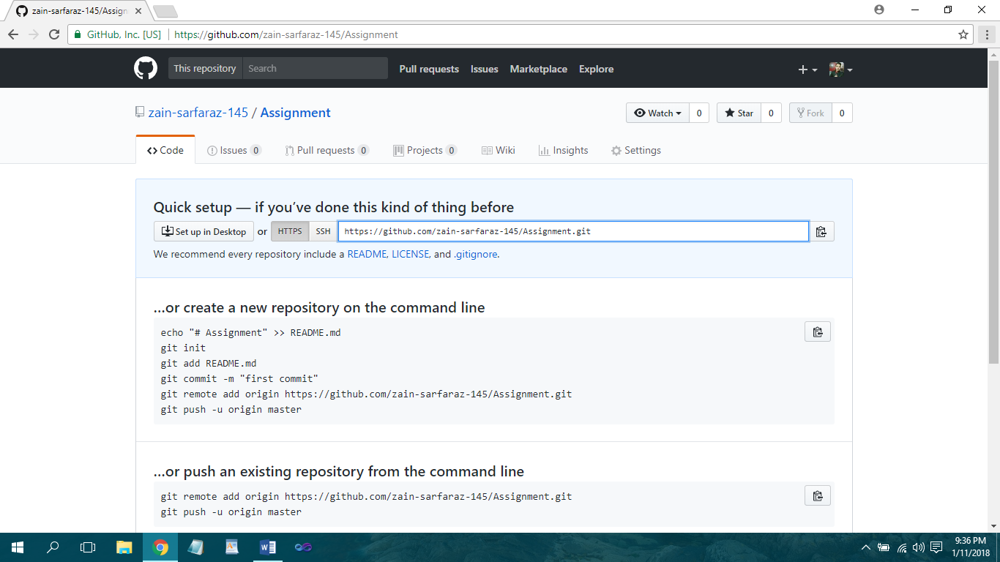 zain-sarfaraz-145/Assign
GitHub, Inc. [US] https://github.com/zain-sarfaraz-145/Assignment
This repository Search Pull requests Issues Marketplace Explore
zain-sarfaraz-145 / Assignment Watch 0 Star 0 Fork 0
Code Issues 0 Pull requests 0 Projects 0 Wiki Insights Settings
Quick setup — if you’ve done this kind of thing before
Set up in Desktop or HTTPS SSH https://github.com/zain-sarfaraz-145/Assignment.git
We recommend every repository include a README, LICENSE, and .gitignore.
…or create a new repository on the command line
echo "# Assignment" >> README.md
git init
git add README.md
git commit -m "first commit"
git remote add origin https://github.com/zain-sarfaraz-145/Assignment.git
git push -u origin master
…or push an existing repository from the command line
git remote add origin https://github.com/zain-sarfaraz-145/Assignment.git
git push -u origin master
9:36 PM
1/11/2018